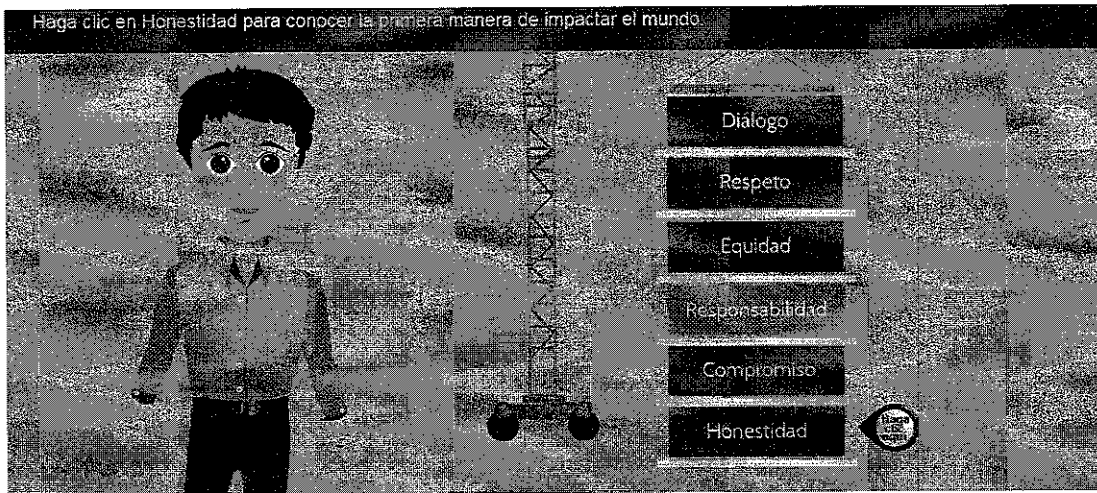 Haga clic en Honestidad para conocer la primera manera de impactar el mundo.
Diálogo
Respeto
Equidad
Responsabilidad
Compromiso
Honestidad